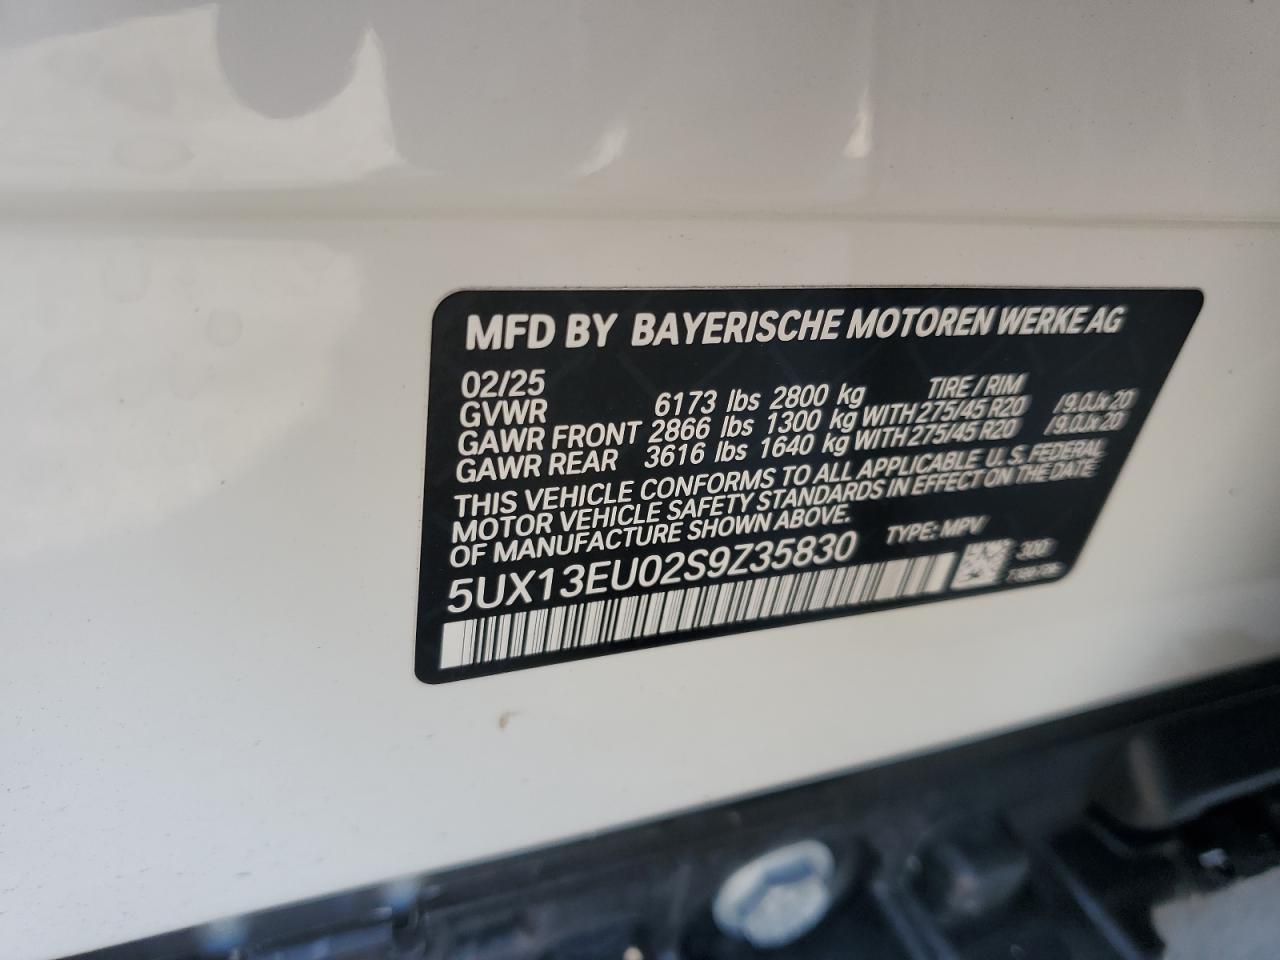 MFD BY BAYERISCHE MOTOREN WERKE AG
02/25
GVWR 6173 lbs 2800 kg TIRE / RIM
GAWR FRONT 2866 lbs 1300 kg WITH 275/45 R20 /9.0Jx20
GAWR REAR 3616 lbs 1640 kg WITH 275/45 R20 /9.0Jx20
THIS VEHICLE CONFORMS TO ALL APPLICABLE U.S. FEDERAL
MOTOR VEHICLE SAFETY STANDARDS IN EFFECT ON THE DATE
OF MANUFACTURE SHOWN ABOVE.
5UX13EU02S9Z35830 TYPE: MPV
300